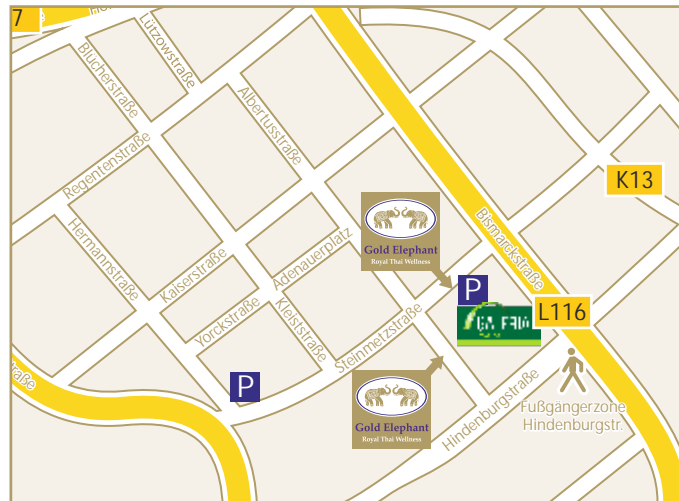 7
Lützowstraße
Blücherstraße
Albertusstraße
Regentenstraße
K13
Hermannstraße
Bismarckstraße
Kaiserstraße
Adenauerplatz
Gold Elephant
Royal Thai Wellness
Yorckstraße
Kleiststraße
P
L116
Steinmetzstraße
P
Gold Elephant
Royal Thai Wellness
Hindenburgstraße
Fußgängerzone
Hindenburgstr.